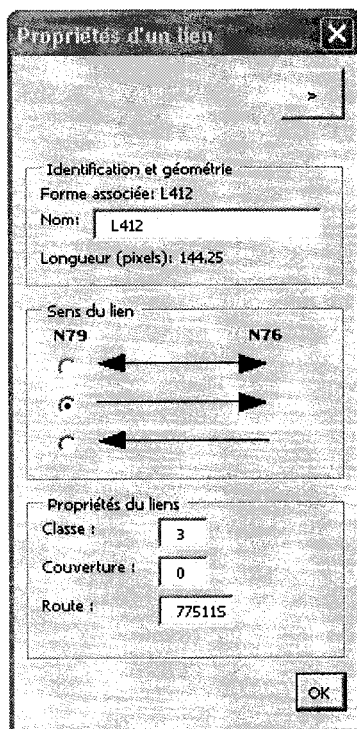 Propriétés d'un lien
>
Identification et géométrie
Forme associée: L412
Nom: L412
Longueur (pixels): 144,25
Sens du lien
N79 N76
Propriétés du liens
Classe : 3
Couverture : 0
Route : 775115
OK